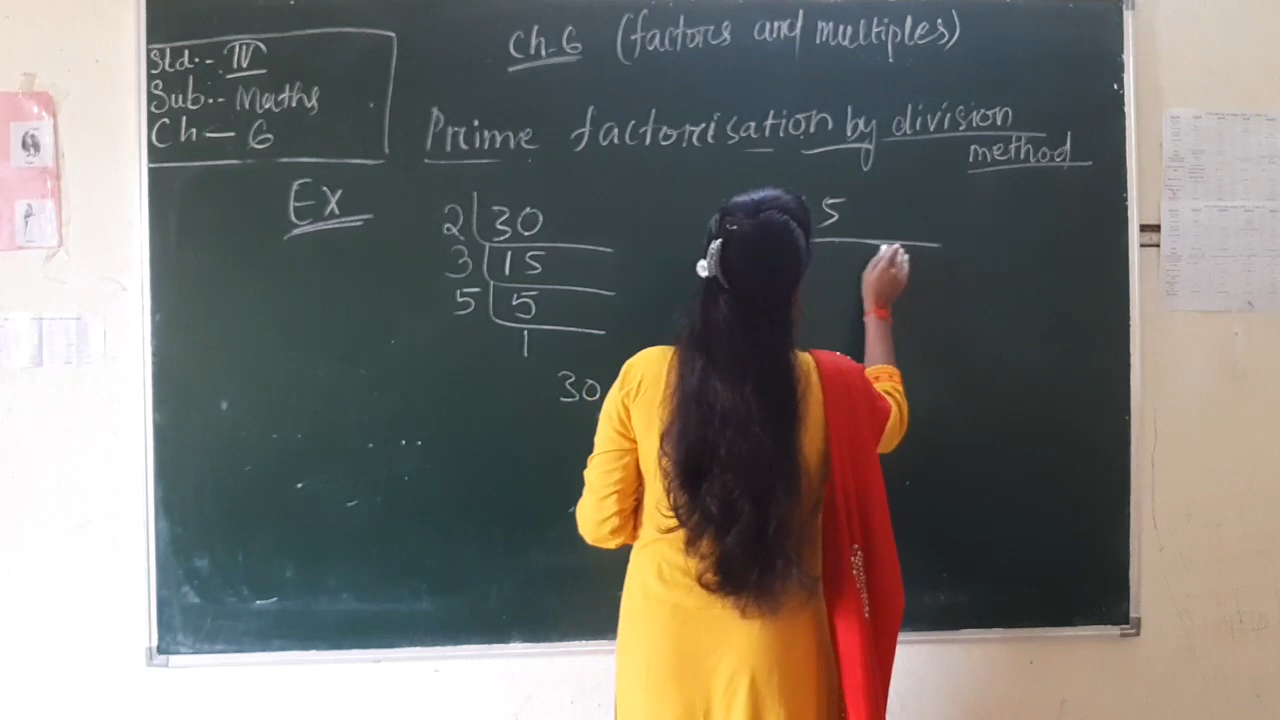 Std.- IV
Sub.- Maths
Ch - 6
Ch-6 (factors and multiples)
Prime factorisation by division
method
Ex
2 30
3 15
5 5
1
30
5